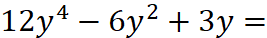 12y⁴ − 6y² + 3y =